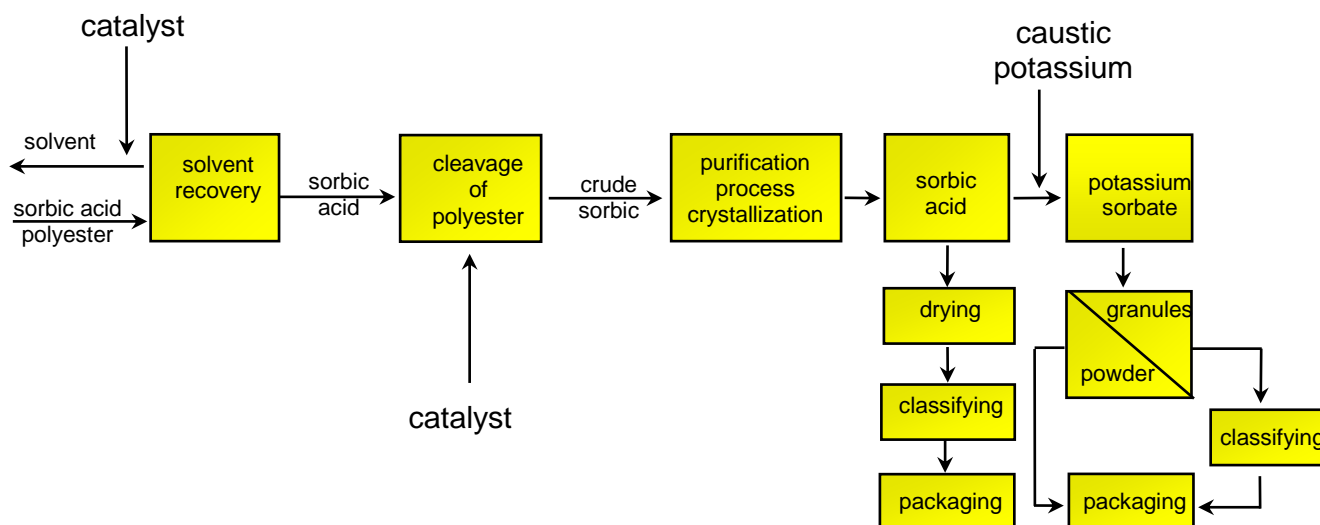 catalyst
caustic
potassium
solvent
sorbic acid
polyester
solvent
recovery
sorbic
acid
cleavage
of
polyester
crude
sorbic
purification
process
crystallization
sorbic
acid
potassium
sorbate
catalyst
drying
classifying
packaging
granules
powder
classifying
packaging